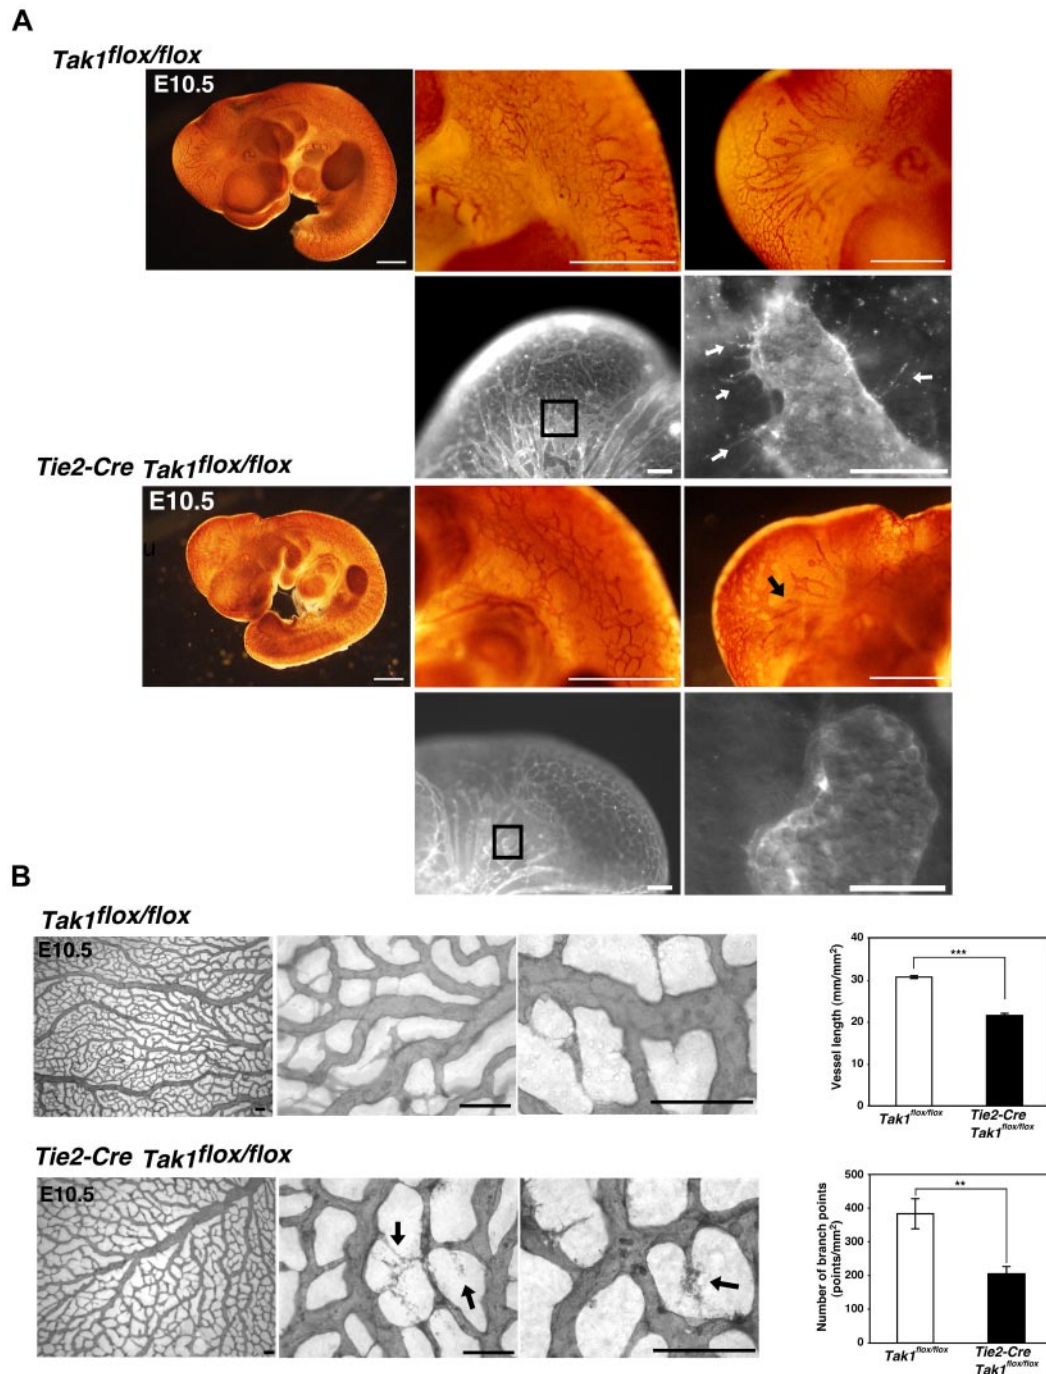 A
Tak1flox/flox
E10.5
Tie2-Cre Tak1flox/flox
E10.5
u
B
Tak1flox/flox
E10.5
Tie2-Cre Tak1flox/flox
E10.5
Vessel length (mm/mm²)
40
30
20
10
0
***
Tak1flox/flox
Tie2-Cre
Tak1flox/flox
Number of branch points
(points/mm²)
500
400
300
200
100
0
**
Tak1flox/flox
Tie2-Cre
Tak1flox/flox